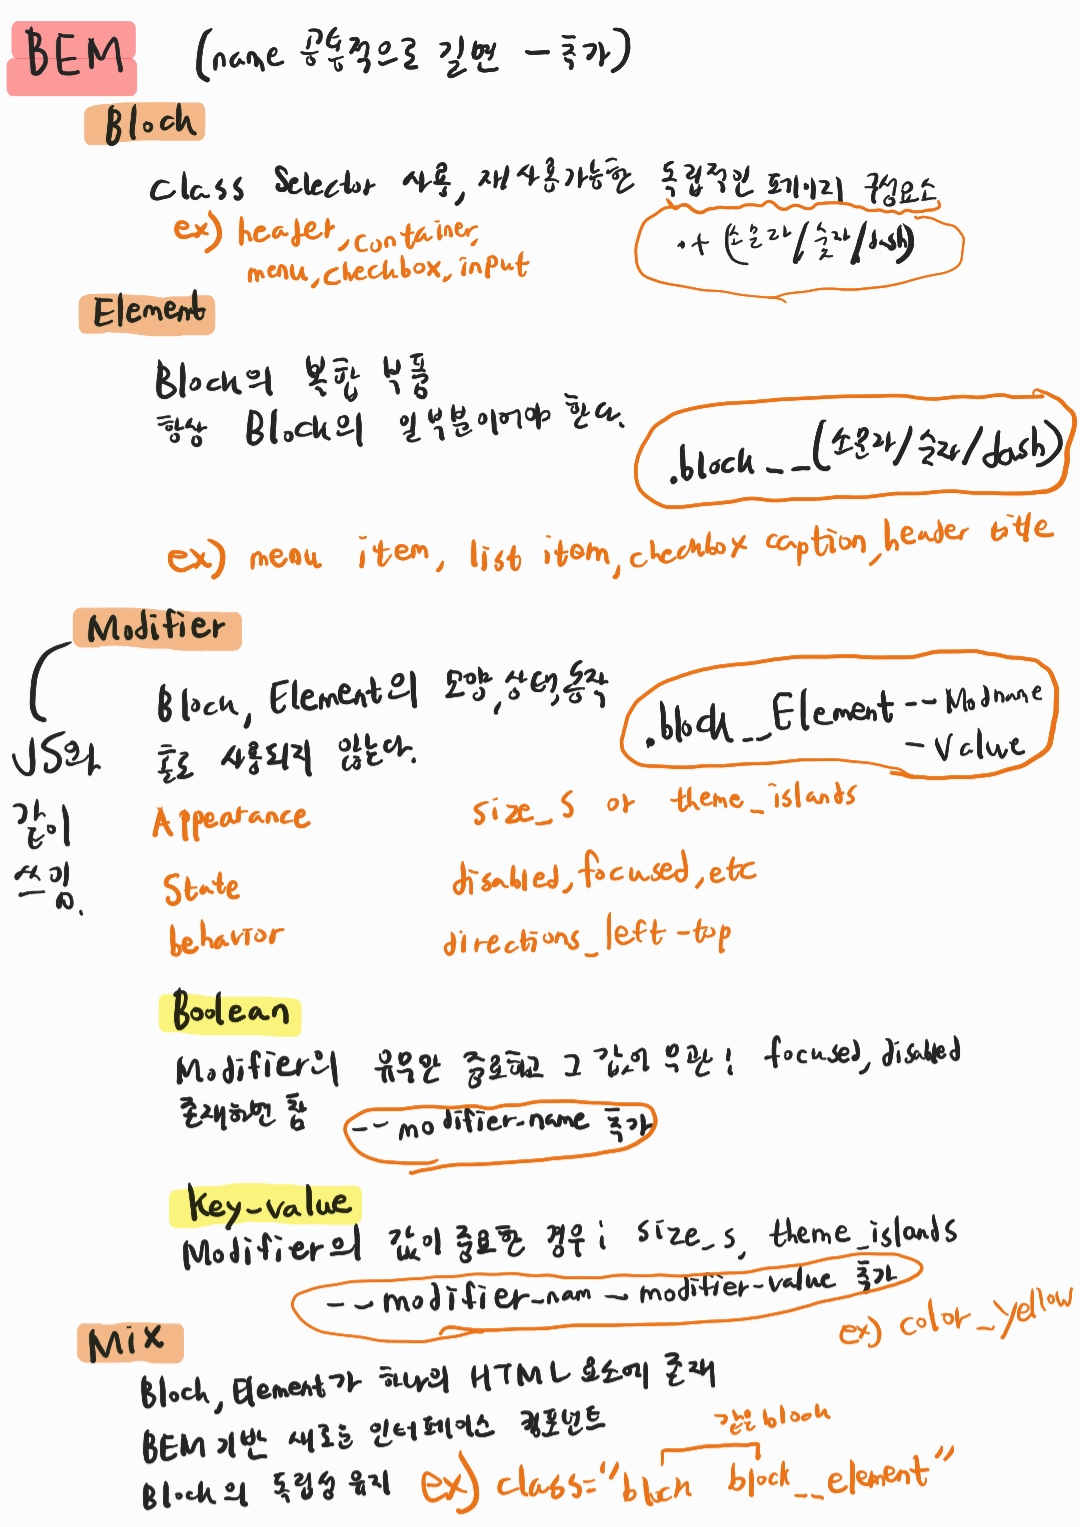 BEM (name 공통적으로 길면 - 추가)
Block
Class Selector 사용, 재사용가능한 독립적인 페이지 구성요소
ex) header, container,
menu, checkbox, input
.+ (소문자/숫자/dash)
Element
Block의 복합 부품
항상 Block의 일부분이어야 한다.
.block__(소문자/숫자/dash)
ex) menu item, list item, checkbox caption, header title
Modifier
Block, Element의 모양, 상태, 동작
홀로 사용되지 않는다.
.block__Element--Modname
-Value
JS와
같이
쓰임.
Appearance size_s or theme_islands
State disabled, focused, etc
behavior directions_left-top
Boolean
Modifier의 유무만 중요하고 그 값이 무관! focused, disabled
존재하면 참
--modifier-name 추가
Key-value
Modifier의 값이 중요한 경우; size_s, theme_islands
--modifier-nam-modifier-value 추가
ex) color_yellow
Mix
Block, Element가 하나의 HTML 요소에 존재
BEM 기반 새로운 인터페이스 컴포넌트
Block의 독립성 유지
같은 block
ex) class="block block__element"